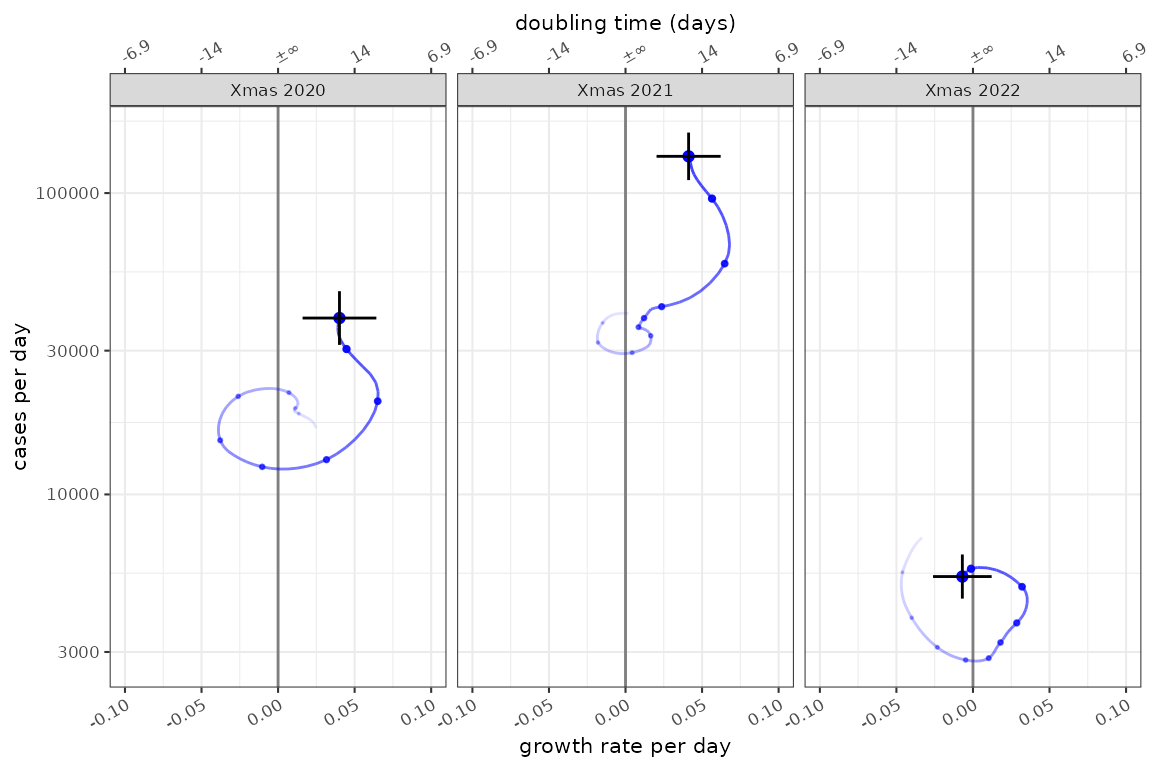 doubling time (days)
-6.9 -14 ±∞ 14 6.9 -6.9 -14 ±∞ 14 6.9 -6.9 -14 ±∞ 14 6.9
Xmas 2020 Xmas 2021 Xmas 2022
cases per day
100000
30000
10000
3000
-0.10 -0.05 0.00 0.05 0.10 -0.10 -0.05 0.00 0.05 0.10 -0.10 -0.05 0.00 0.05 0.10
growth rate per day